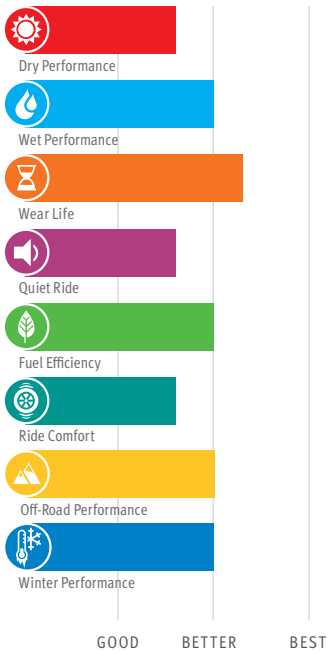 Dry Performance
Wet Performance
Wear Life
Quiet Ride
Fuel Efficiency
Ride Comfort
Off-Road Performance
Winter Performance
GOOD BETTER BEST